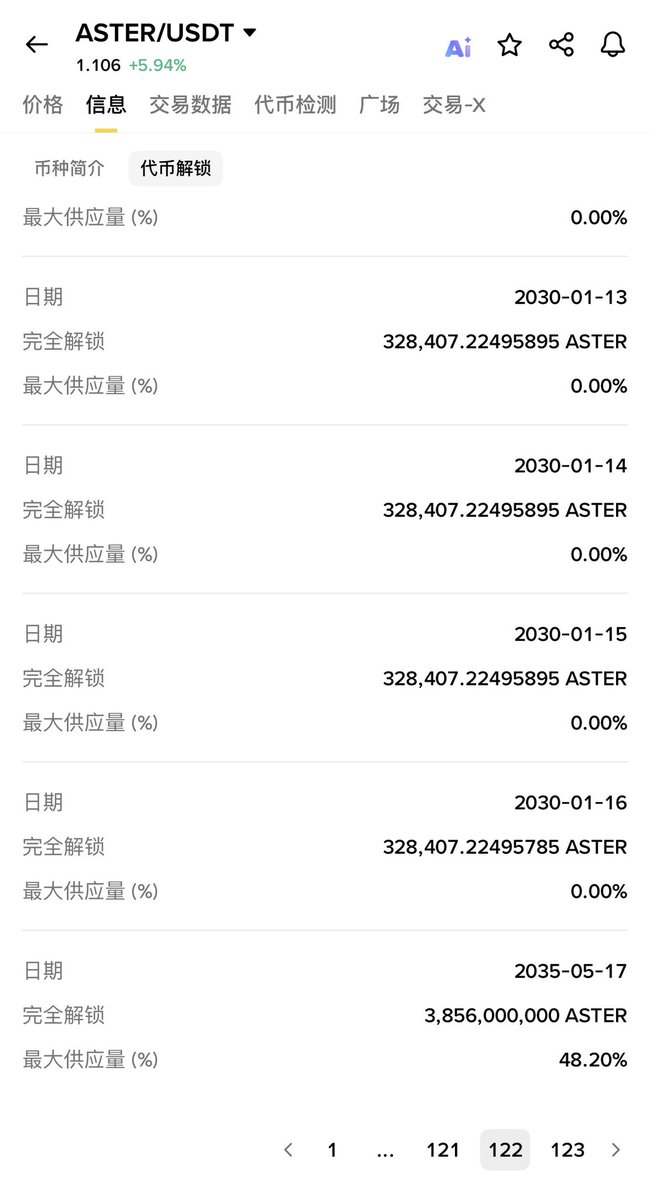 ASTER/USDT
1.106 +5.94%
Ai
价格 信息 交易数据 代币检测 广场 交易-X
币种简介 代币解锁
最大供应量 (%) 0.00%
日期 2030-01-13
完全解锁 328,407.22495895 ASTER
最大供应量 (%) 0.00%
日期 2030-01-14
完全解锁 328,407.22495895 ASTER
最大供应量 (%) 0.00%
日期 2030-01-15
完全解锁 328,407.22495895 ASTER
最大供应量 (%) 0.00%
日期 2030-01-16
完全解锁 328,407.22495785 ASTER
最大供应量 (%) 0.00%
日期 2035-05-17
完全解锁 3,856,000,000 ASTER
最大供应量 (%) 48.20%
1 ... 121 122 123